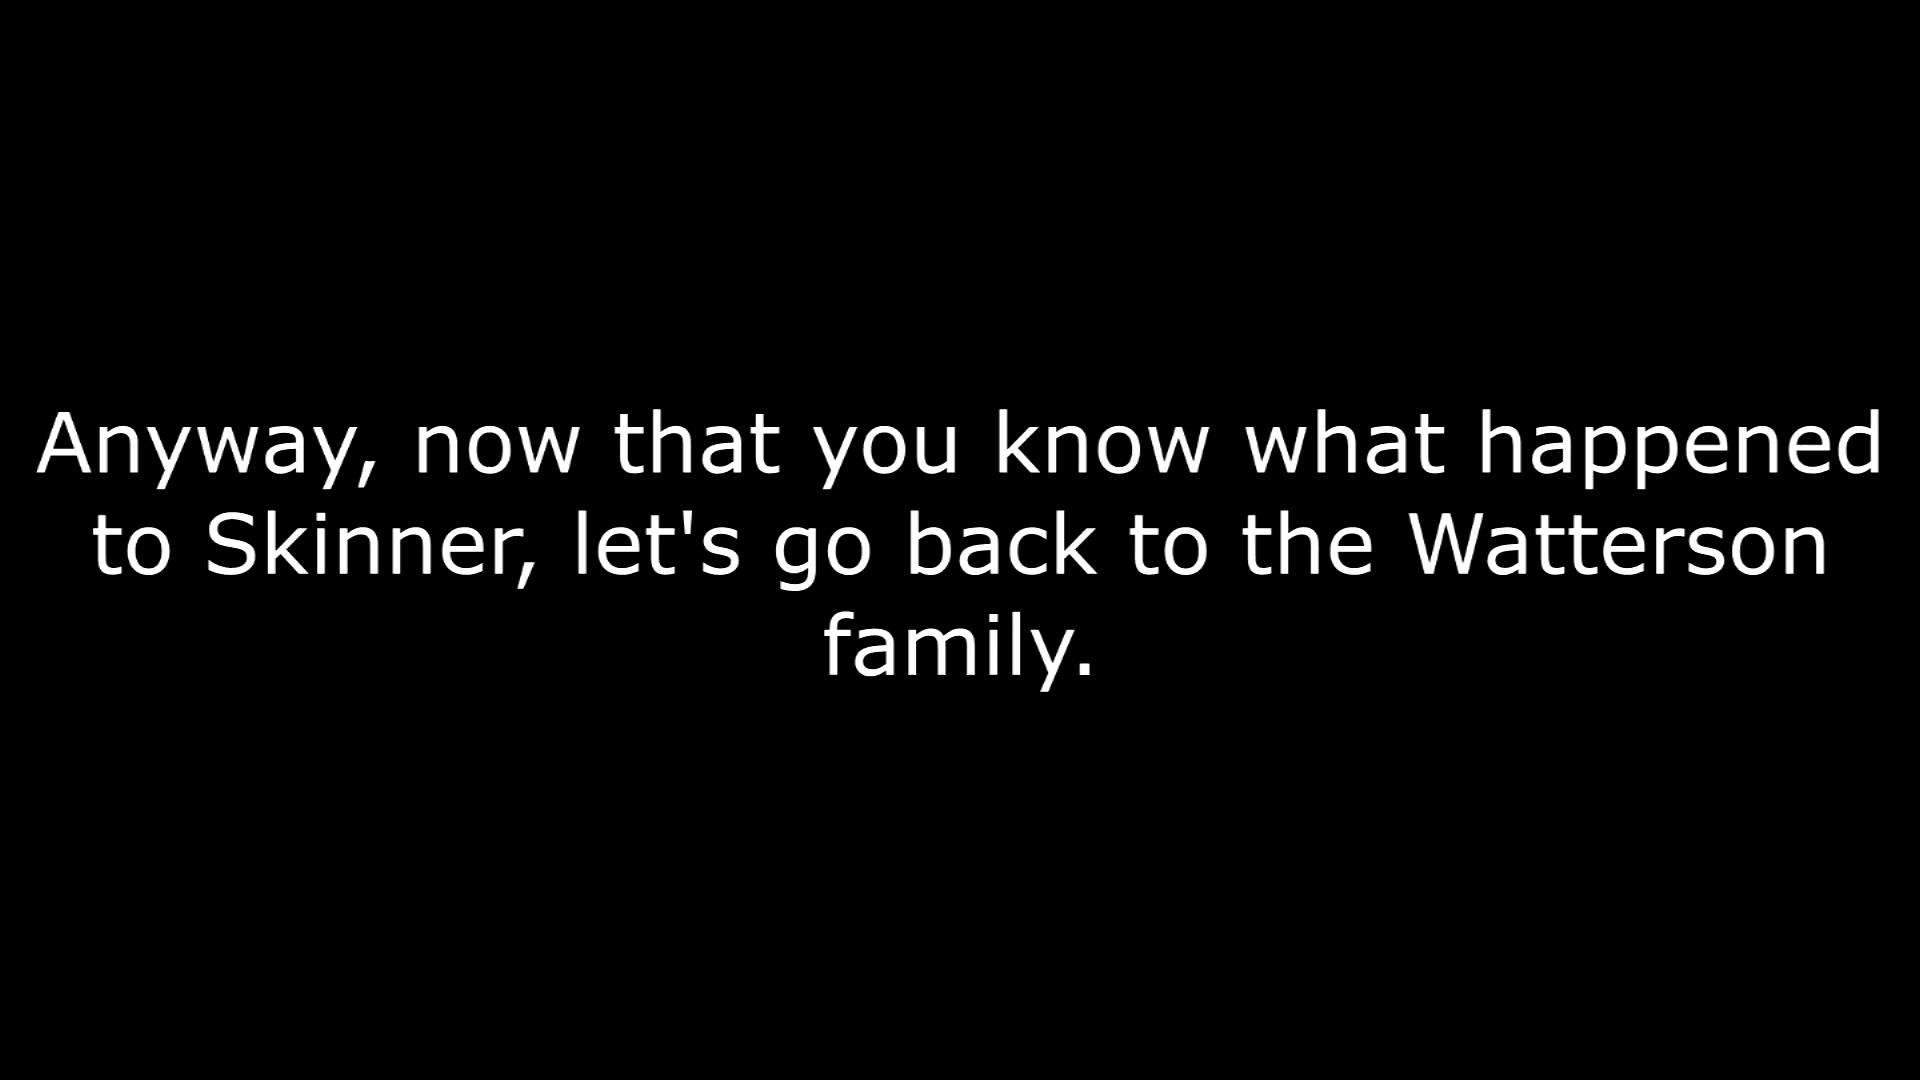 Anyway, now that you know what happened
to Skinner, let's go back to the Watterson
family.